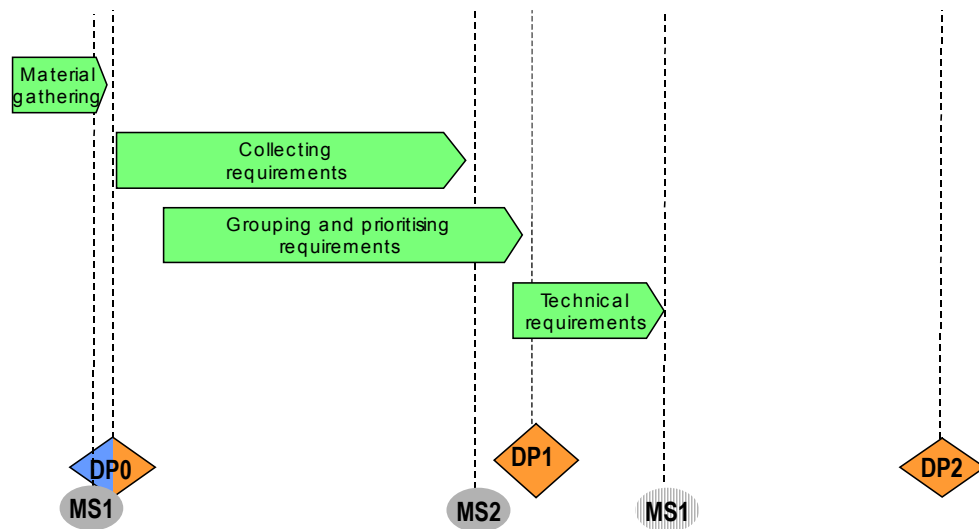 Material
gathering
Collecting
requirements
Grouping and prioritising
requirements
Technical
requirements
DP0
DP1
DP2
MS1
MS2
MS1